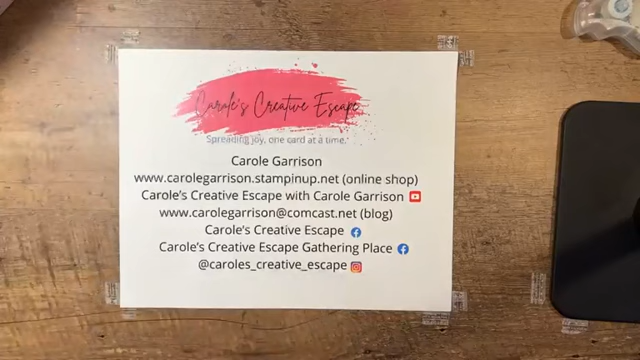 Carole's Creative Escape
Spreading joy, one card at a time.
Carole Garrison
www.carolegarrison.stampinup.net (online shop)
Carole's Creative Escape with Carole Garrison
www.carolegarrison@comcast.net (blog)
Carole's Creative Escape
Carole's Creative Escape Gathering Place
@caroles_creative_escape